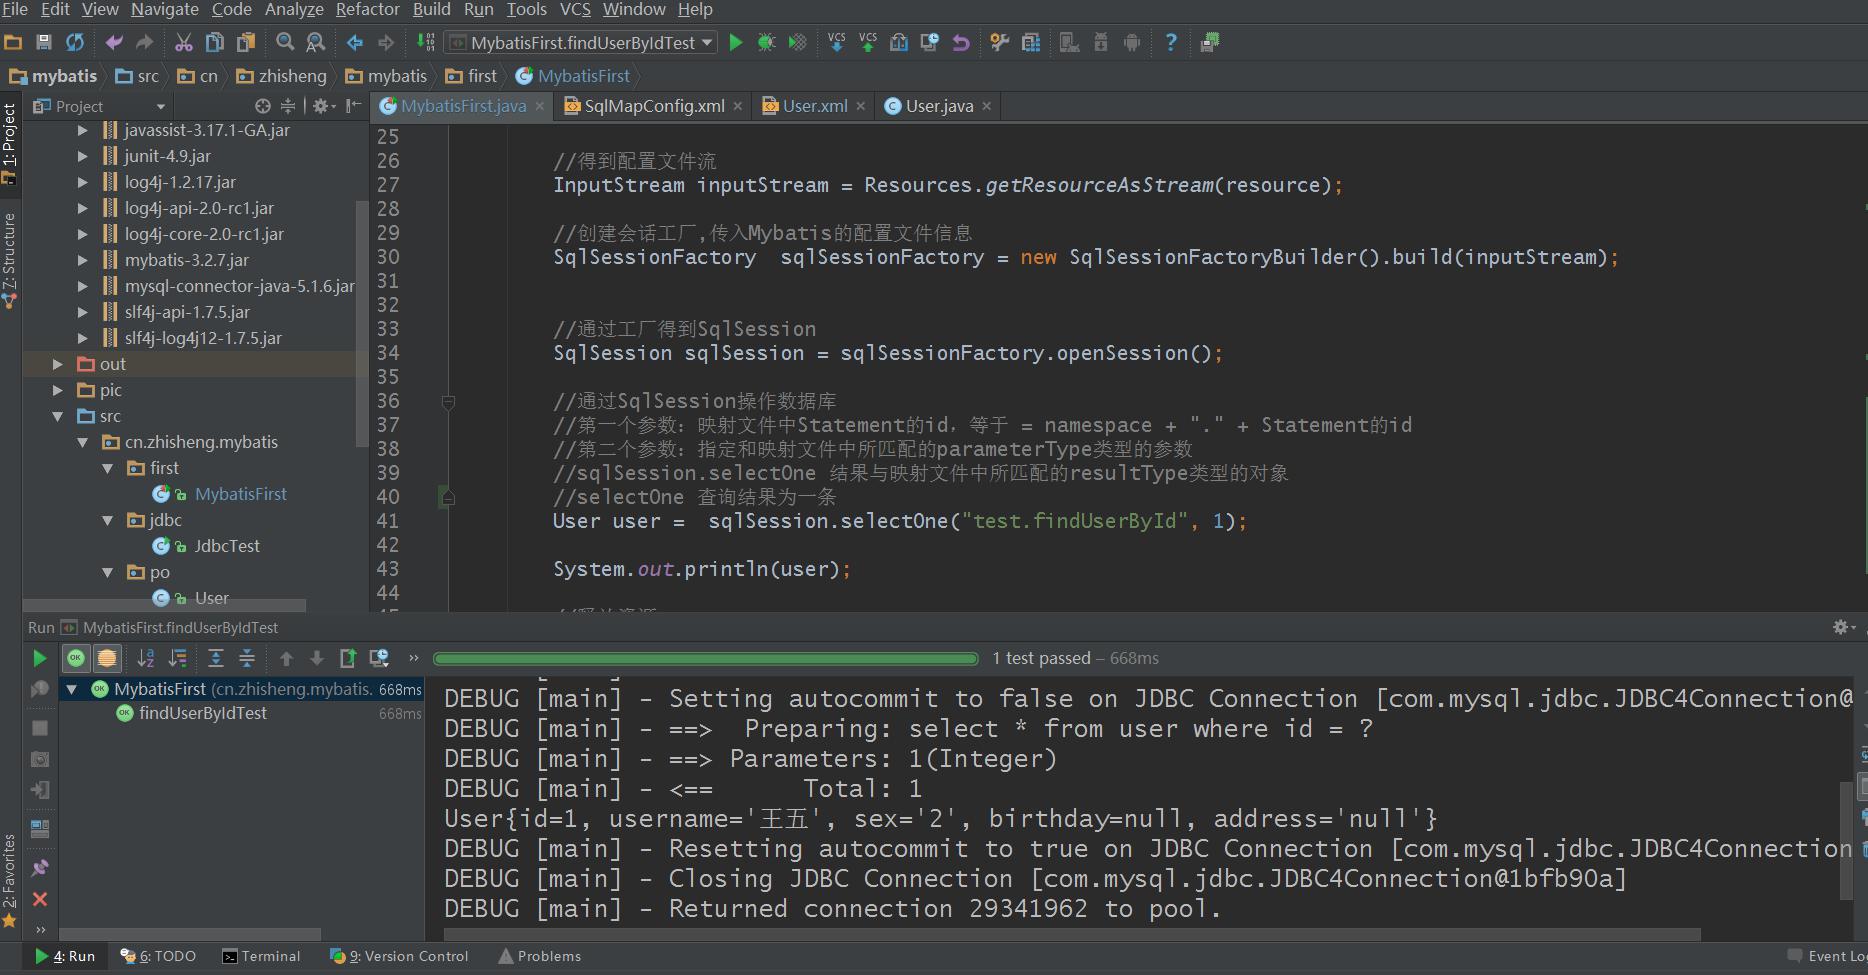 File Edit View Navigate Code Analyze Refactor Build Run Tools VCS Window Help
MybatisFirst.findUserByIdTest VCS VCS ?
mybatis src cn zhisheng mybatis first MybatisFirst
Project
MybatisFirst.java SqlMapConfig.xml User.xml User.java
1: Project
Z: Structure
2: Favorites
javassist-3.17.1-GA.jar
junit-4.9.jar
log4j-1.2.17.jar
log4j-api-2.0-rc1.jar
log4j-core-2.0-rc1.jar
mybatis-3.2.7.jar
mysql-connector-java-5.1.6.jar
slf4j-api-1.7.5.jar
slf4j-log4j12-1.7.5.jar
out
pic
src
cn.zhisheng.mybatis
first
MybatisFirst
jdbc
JdbcTest
po
User
25
26 //得到配置文件流
27 InputStream inputStream = Resources.getResourceAsStream(resource);
28
29 //创建会话工厂,传入Mybatis的配置文件信息
30 SqlSessionFactory  sqlSessionFactory = new SqlSessionFactoryBuilder().build(inputStream);
31
32
33 //通过工厂得到SqlSession
34 SqlSession sqlSession = sqlSessionFactory.openSession();
35
36 //通过SqlSession操作数据库
37 //第一个参数：映射文件中Statement的id，等于 = namespace + "." + Statement的id
38 //第二个参数：指定和映射文件中所匹配的parameterType类型的参数
39 //sqlSession.selectOne 结果与映射文件中所匹配的resultType类型的对象
40 //selectOne 查询结果为一条
41 User user =  sqlSession.selectOne("test.findUserById", 1);
42
43 System.out.println(user);
44
Run MybatisFirst.findUserByIdTest
1 test passed – 668ms
MybatisFirst (cn.zhisheng.mybatis. 668ms
findUserByIdTest 668ms
DEBUG [main] - Setting autocommit to false on JDBC Connection [com.mysql.jdbc.JDBC4Connection@
DEBUG [main] - ==>  Preparing: select * from user where id = ?
DEBUG [main] - ==> Parameters: 1(Integer)
DEBUG [main] - <==      Total: 1
User{id=1, username='王五', sex='2', birthday=null, address='null'}
DEBUG [main] - Resetting autocommit to true on JDBC Connection [com.mysql.jdbc.JDBC4Connection
DEBUG [main] - Closing JDBC Connection [com.mysql.jdbc.JDBC4Connection@1bfb90a]
DEBUG [main] - Returned connection 29341962 to pool.
4: Run 6: TODO Terminal 9: Version Control Problems Event Log